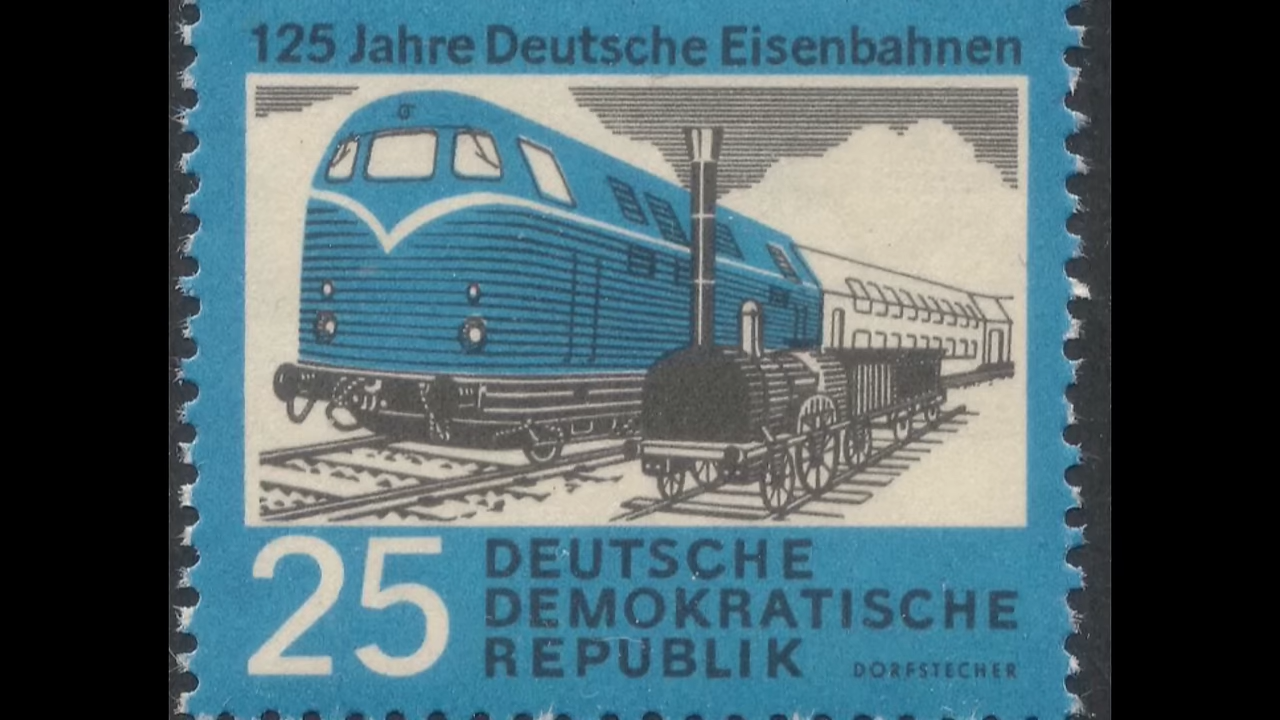 125 Jahre Deutsche Eisenbahnen
25
DEUTSCHE
DEMOKRATISCHE
REPUBLIK
DORFSTECHER